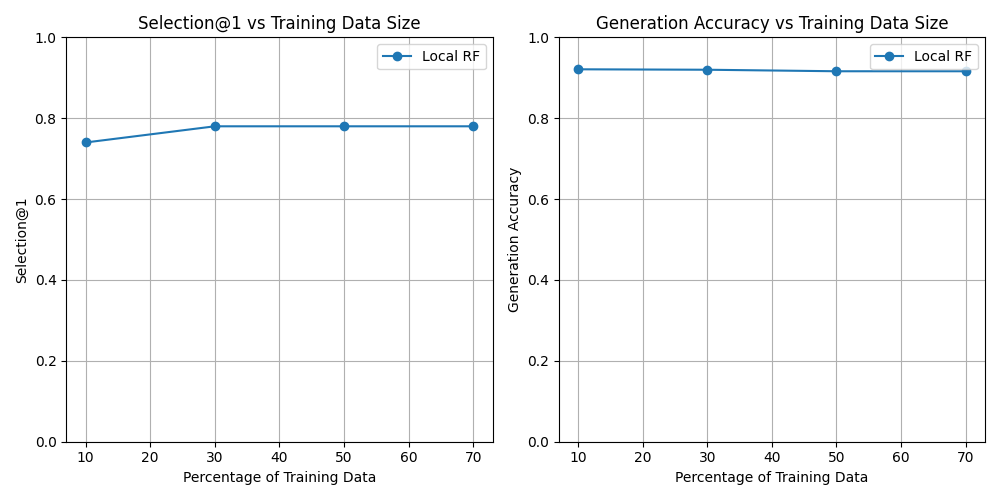 Selection@1 vs Training Data Size
Local RF
1.0
0.8
0.6
0.4
0.2
0.0
Selection@1
10 20 30 40 50 60 70
Percentage of Training Data
Generation Accuracy vs Training Data Size
Local RF
1.0
0.8
0.6
0.4
0.2
0.0
Generation Accuracy
10 20 30 40 50 60 70
Percentage of Training Data